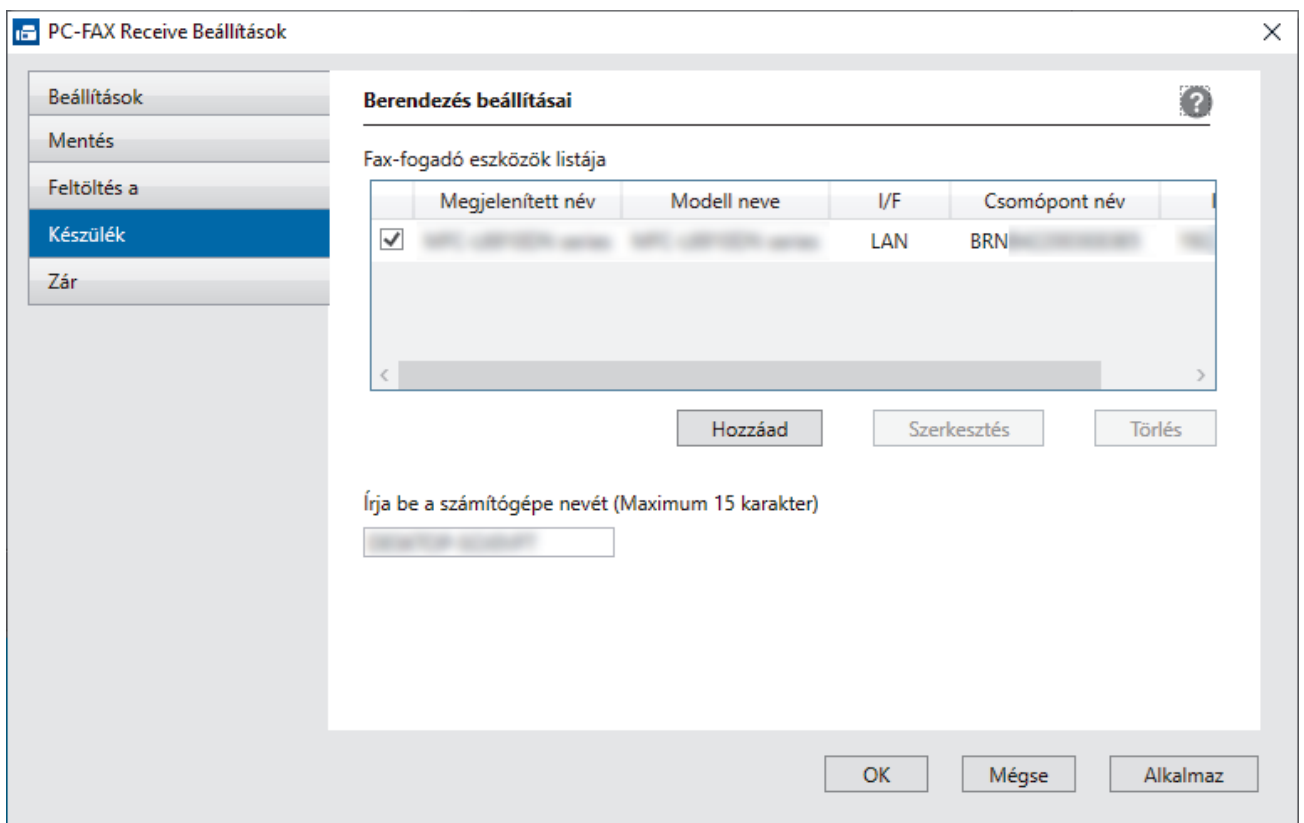 PC-FAX Receive Beállítások
Beállítások
Mentés
Feltöltés a
Készülék
Zár
Berendezés beállításai
Fax-fogadó eszközök listája
Megjelenített név Modell neve I/F Csomópont név
LAN BRN
Hozzáad Szerkesztés Törlés
Írja be a számítógépe nevét (Maximum 15 karakter)
OK Mégse Alkalmaz